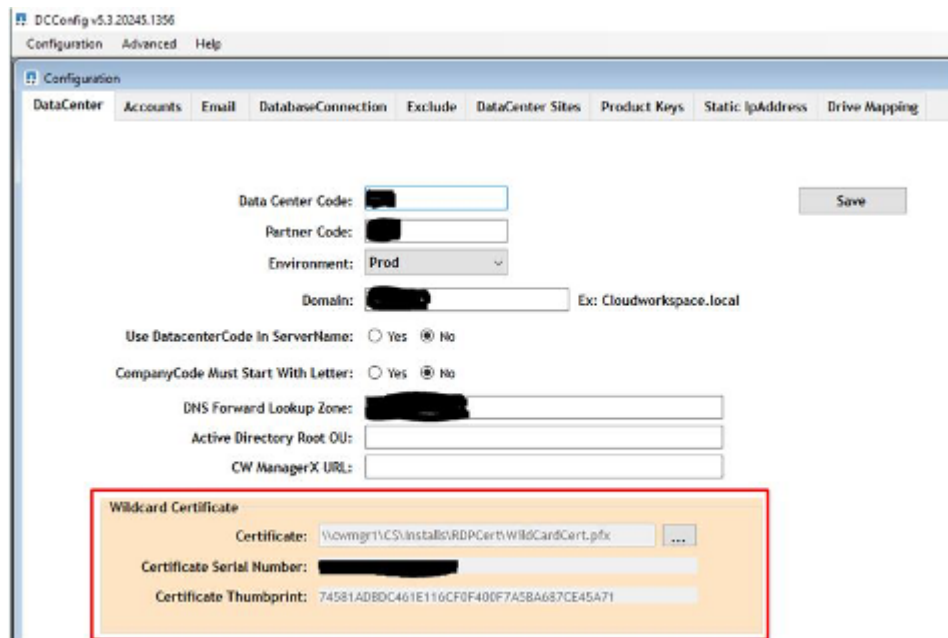 DCConfig v5.3.20245.1356
Configuration Advanced Help
Configuration
DataCenter Accounts Email DatabaseConnection Exclude DataCenter Sites Product Keys Static IpAddress Drive Mapping
Data Center Code:
Save
Partner Code:
Environment: Prod
Domain: Ex: Cloudworkspace.local
Use DatacenterCode In ServerName: Yes No
CompanyCode Must Start With Letter: Yes No
DNS Forward Lookup Zone:
Active Directory Root OU:
CW ManagerX URL:
Wildcard Certificate
Certificate: \\cwmgr1\CS\Installs\RDPCert\WildCardCert.pfx ...
Certificate Serial Number:
Certificate Thumbprint: 74581ADBDC461E116CF0F400F7A5BA687CE45A71